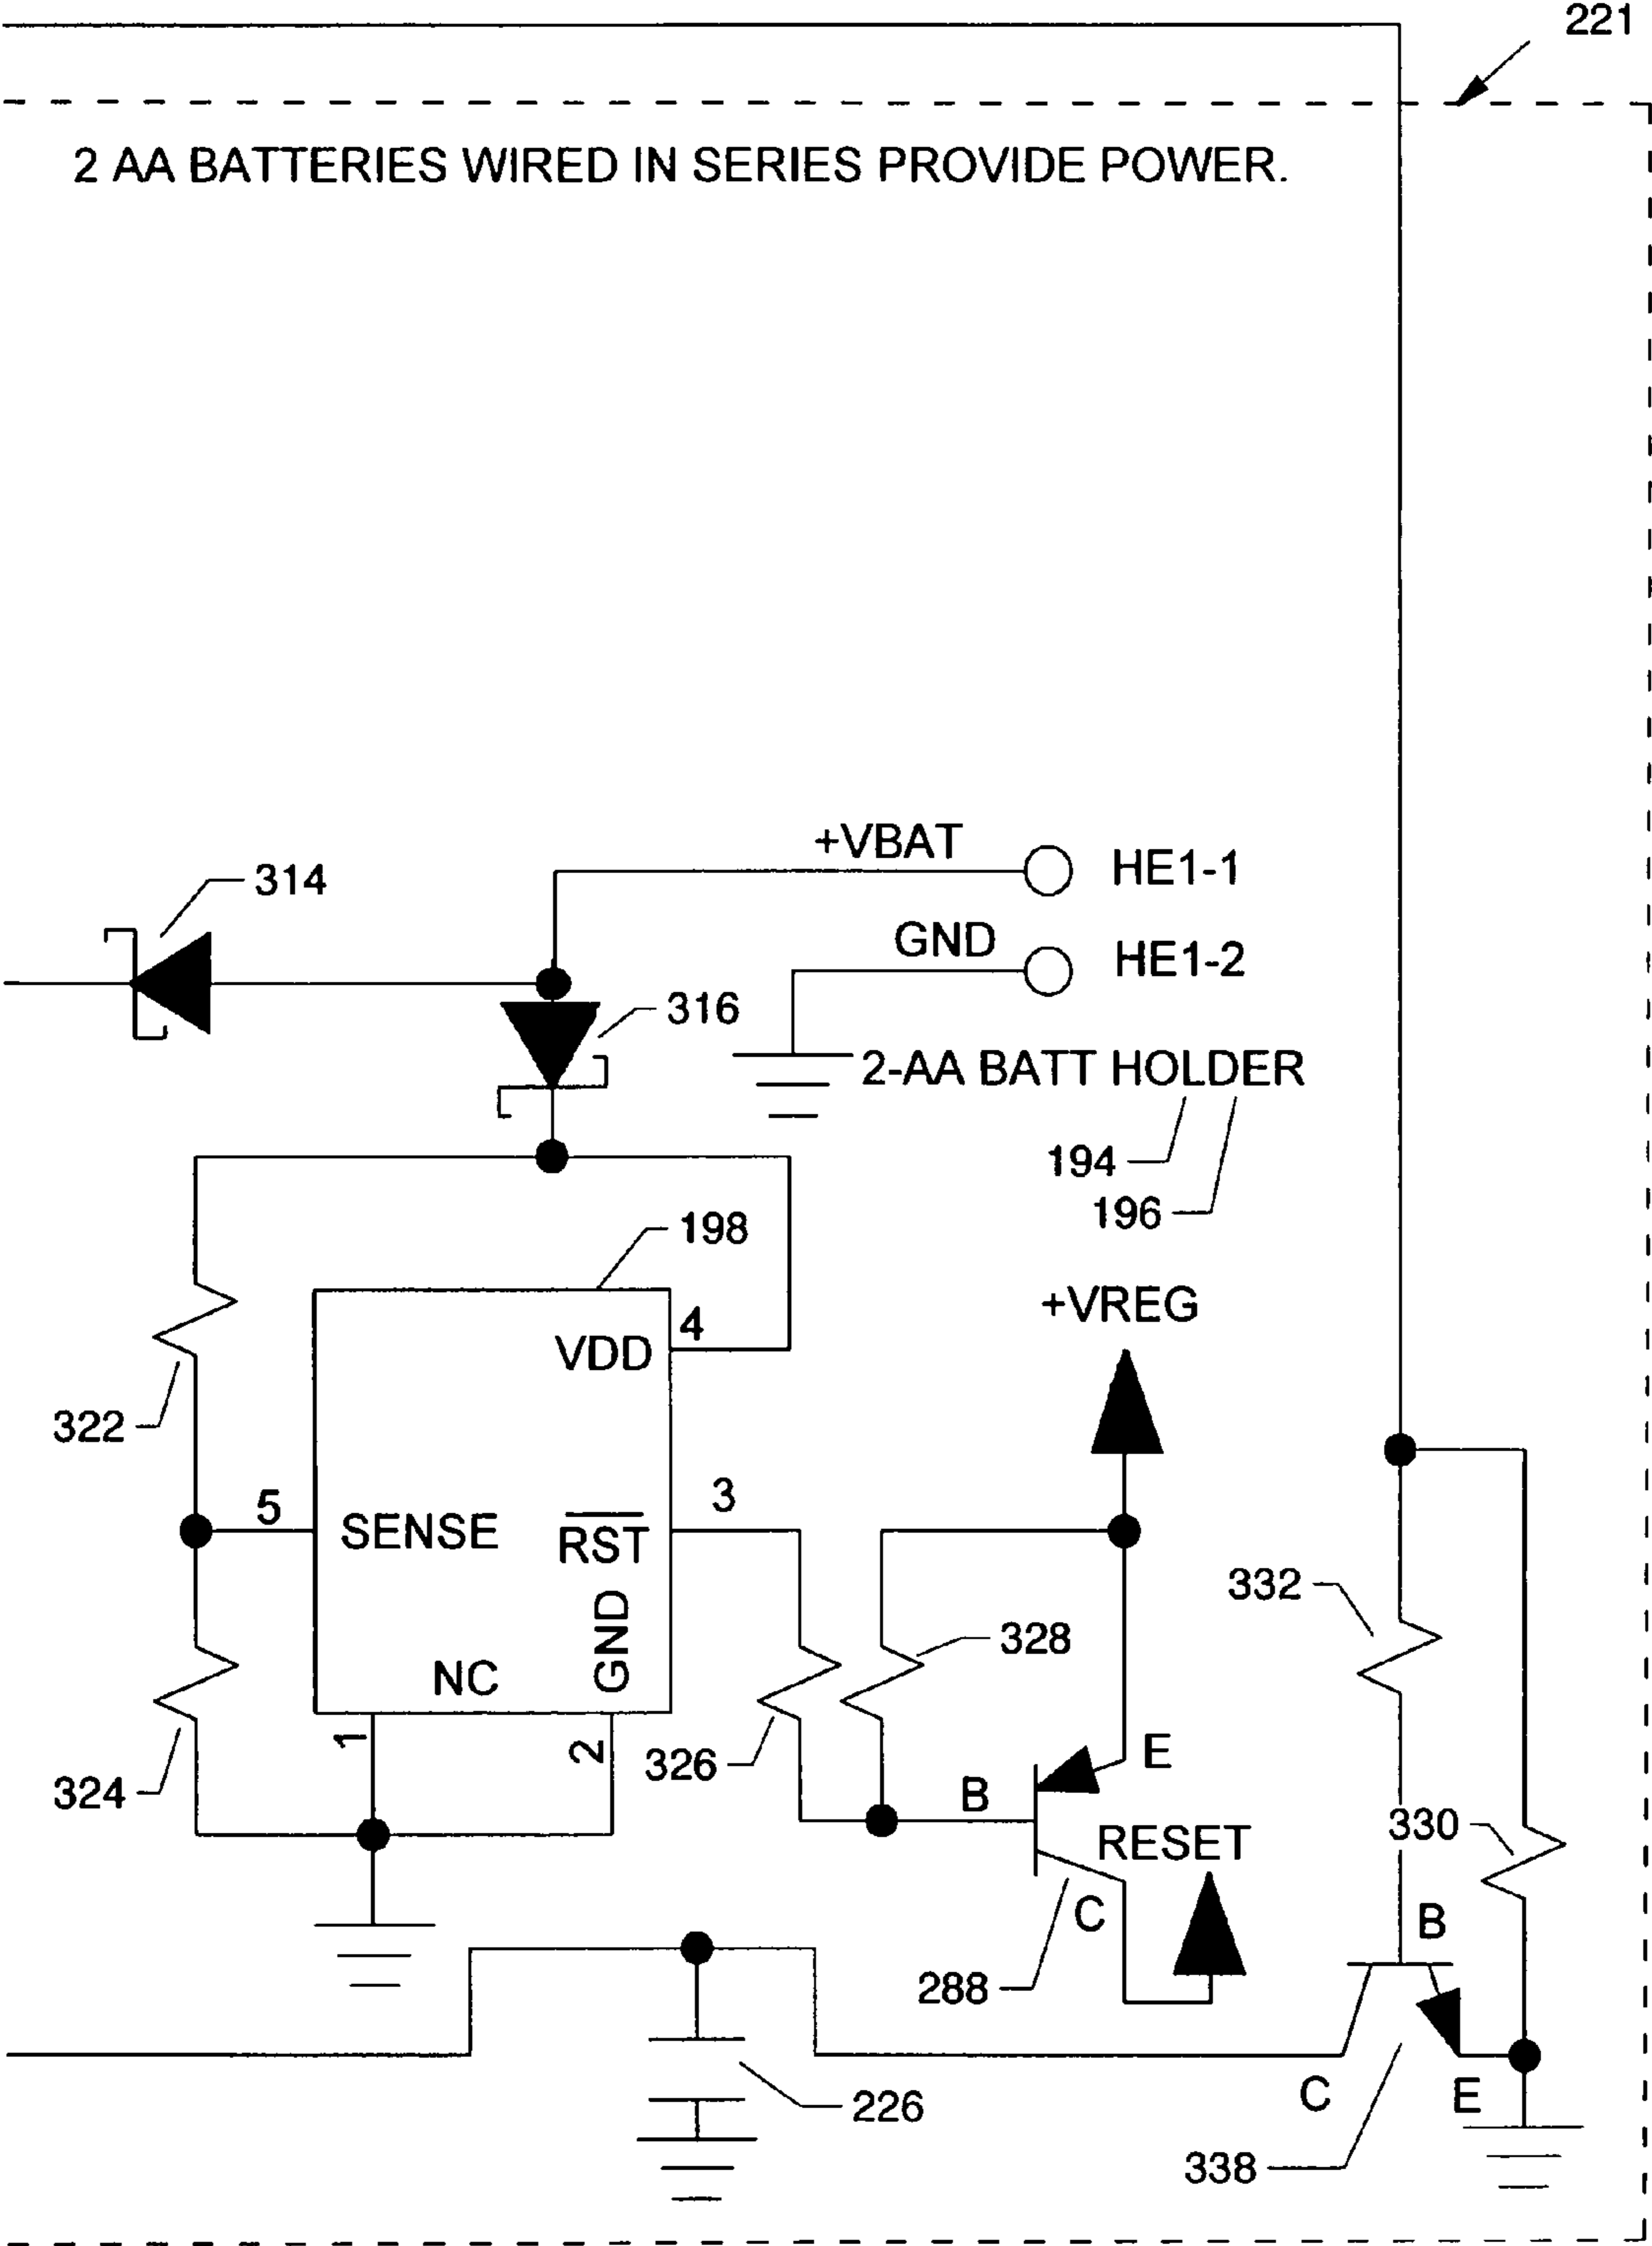 221
2 AA BATTERIES WIRED IN SERIES PROVIDE POWER.
+VBAT
HE1-1
314
GND
HE1-2
316
2-AA BATT HOLDER
194
196
198
+VREG
4
VDD
322
5
3
SENSE
RST
332
328
GND
NC
1
2
326
E
324
B
330
RESET
C
B
288
C
E
226
338